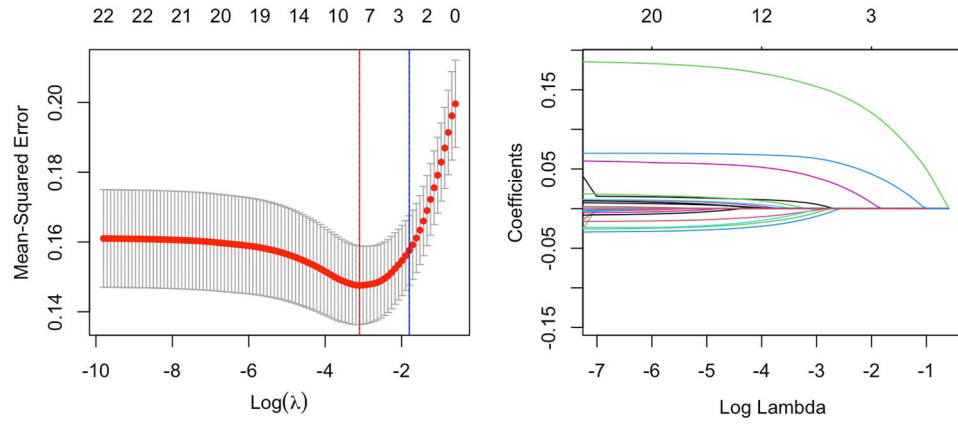 22 22 21 20 19 14 10 7 3 2 0
Mean-Squared Error
0.20
0.18
0.16
0.14
-10 -8 -6 -4 -2
Log(λ)
20 12 3
Coefficients
0.15
0.05
-0.05
-0.15
-7 -6 -5 -4 -3 -2 -1
Log Lambda